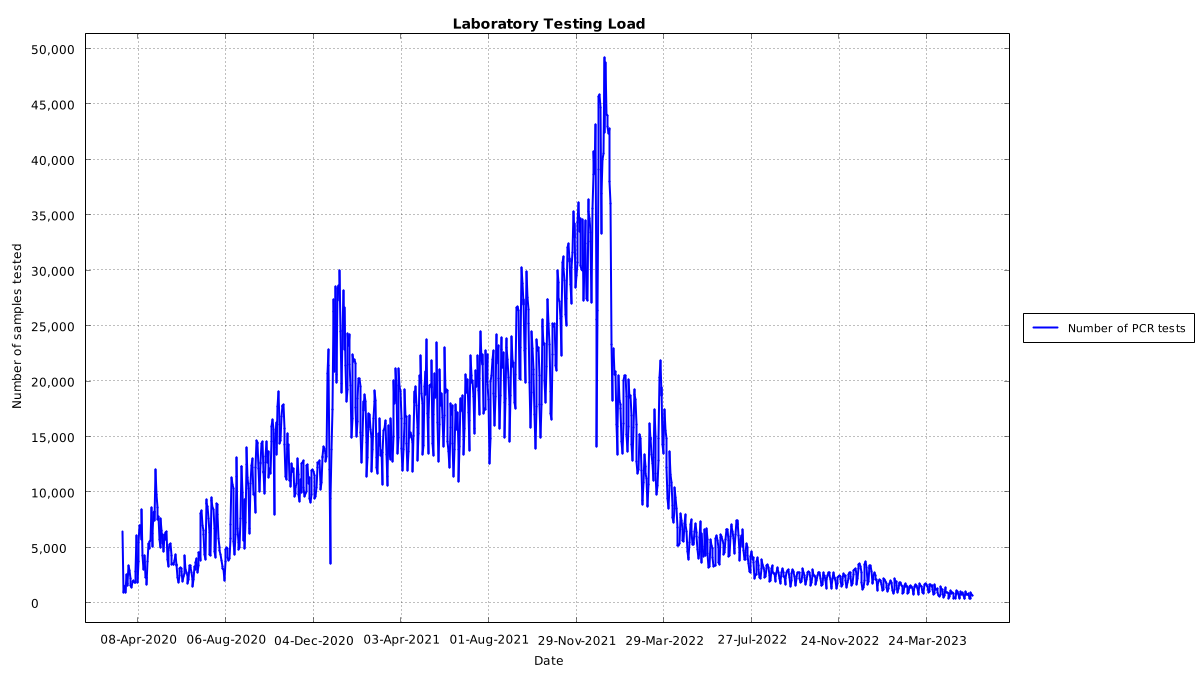 Laboratory Testing Load
50,000
45,000
40,000
35,000
30,000
25,000
20,000
15,000
10,000
5,000
0
Number of samples tested
08-Apr-2020 06-Aug-2020 04-Dec-2020 03-Apr-2021 01-Aug-2021 29-Nov-2021 29-Mar-2022 27-Jul-2022 24-Nov-2022 24-Mar-2023
Date
Number of PCR tests